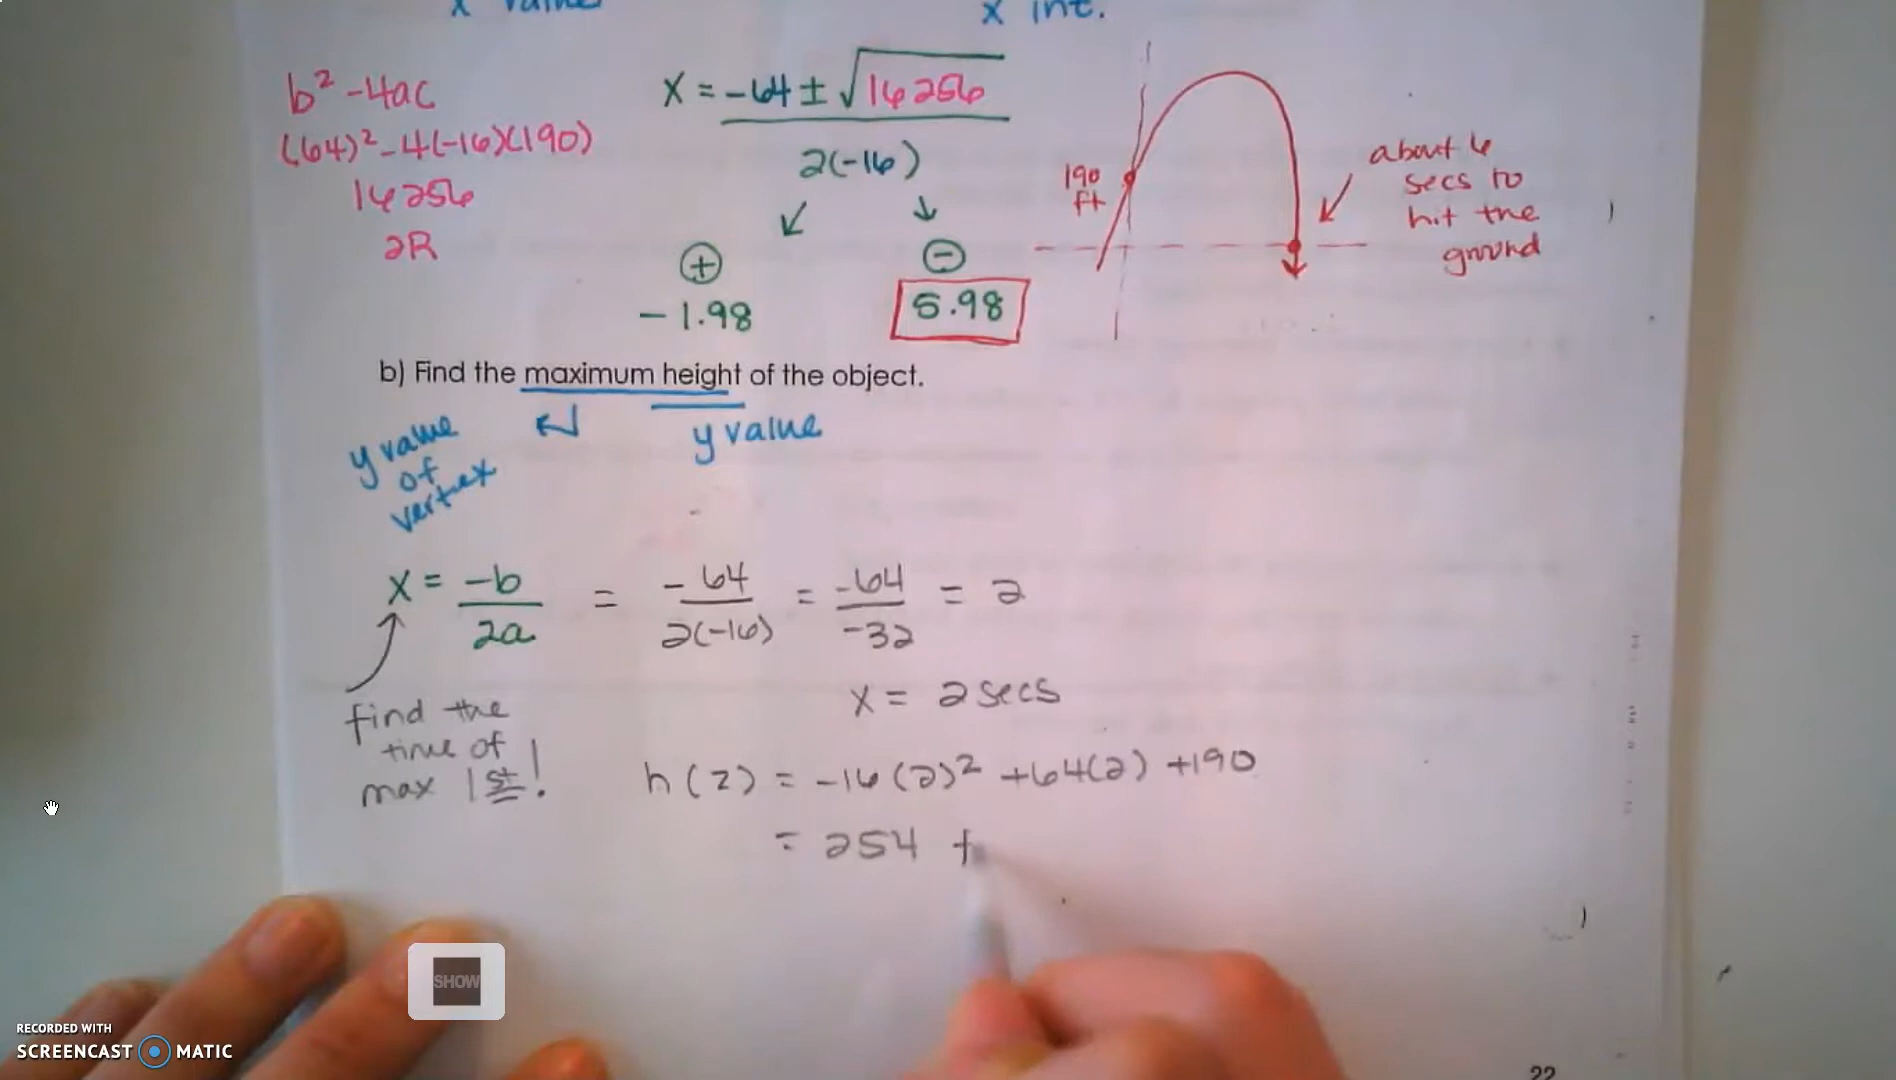 x value
x int.
b² - 4ac
(64)² - 4(-16)(190)
16256
2R
x = -64 ± √16256
2(-16)
↙ ↓
+ -
- 1.98
5.98
190
ft
about 6
secs to
hit the
ground
b) Find the maximum height of the object.
y value
of
vertex
y value
x = -b/2a = -64/2(-16) = -64/-32 = 2
x = 2 secs
find the
time of
max 1st!
h(2) = -16(2)² + 64(2) + 190
= 254 f
SHOW
RECORDED WITH
SCREENCAST MATIC
22